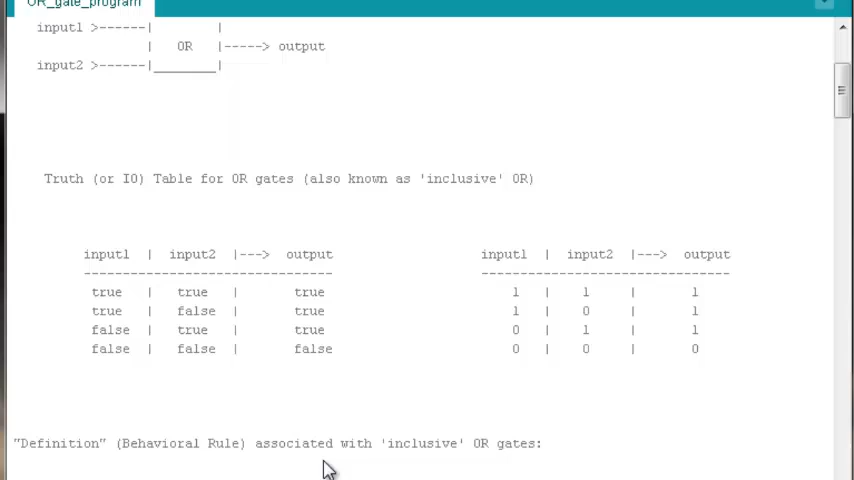 OR_gate_program
input1 >------| |
| OR |-----> output
input2 >------|________|
Truth (or IO) Table for OR gates (also known as 'inclusive' OR)
input1 | input2 |---> output input1 | input2 |---> output
-------------------------------- --------------------------------
true | true | true 1 | 1 | 1
true | false | true 1 | 0 | 1
false | true | true 0 | 1 | 1
false | false | false 0 | 0 | 0
"Definition" (Behavioral Rule) associated with 'inclusive' OR gates: